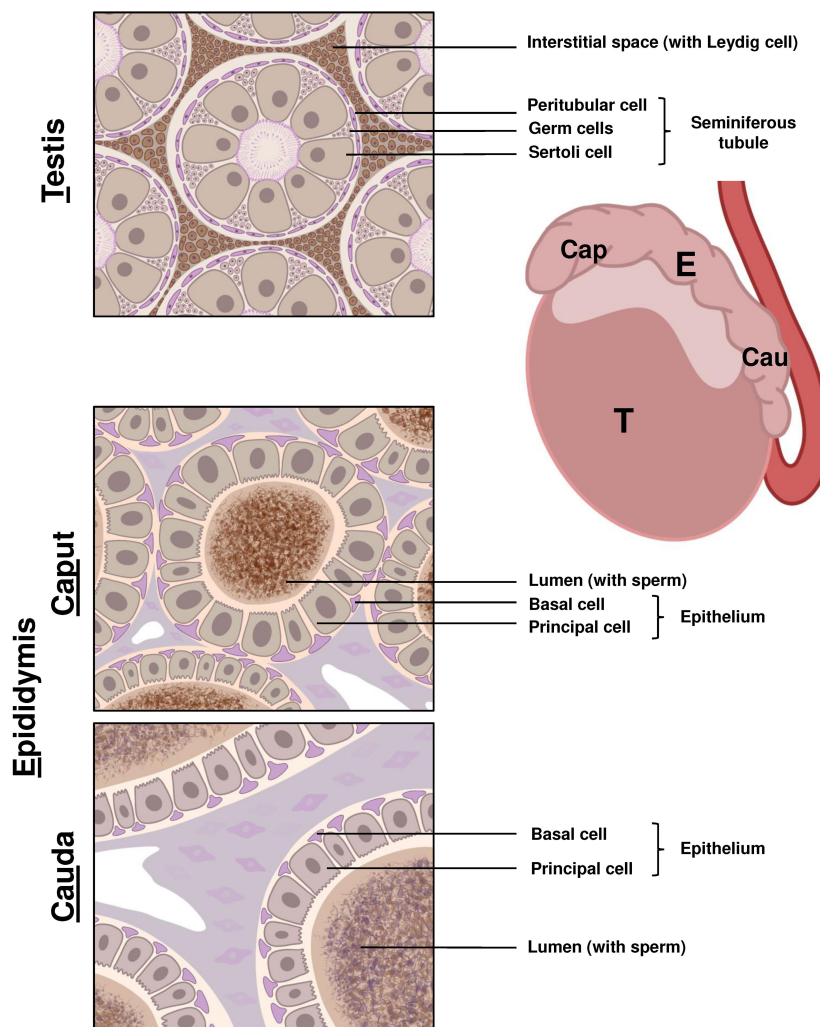 Testis
Interstitial space (with Leydig cell)
Peritubular cell
Germ cells
Sertoli cell
Seminiferous
tubule
Cap
E
Cau
T
Epididymis
Caput
Lumen (with sperm)
Basal cell
Principal cell
Epithelium
Cauda
Basal cell
Principal cell
Epithelium
Lumen (with sperm)